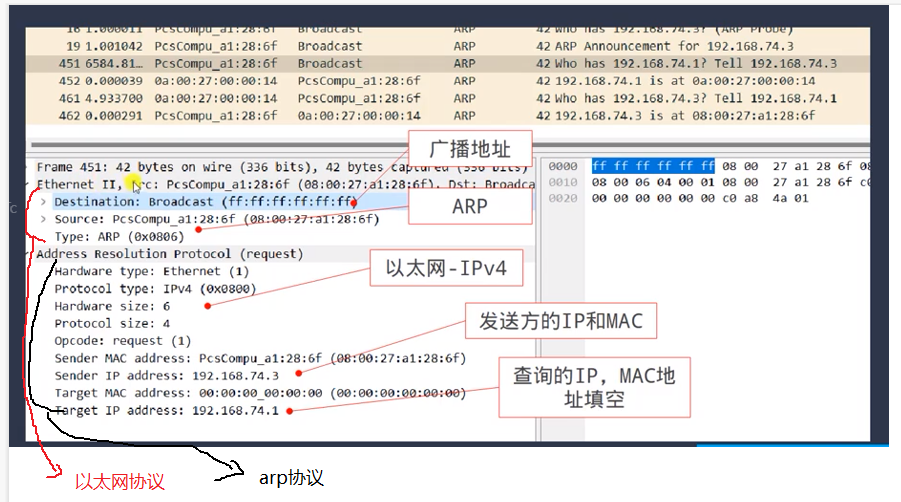 16 1.000011 PcsCompu_a1:28:6f Broadcast ARP 42 Who has 192.168.74.3? (ARP Probe)
19 1.001042 PcsCompu_a1:28:6f Broadcast ARP 42 ARP Announcement for 192.168.74.3
451 6584.81… PcsCompu_a1:28:6f Broadcast ARP 42 Who has 192.168.74.1? Tell 192.168.74.3
452 0.000039 0a:00:27:00:00:14 PcsCompu_a1:28:6f ARP 42 192.168.74.1 is at 0a:00:27:00:00:14
461 4.933700 0a:00:27:00:00:14 PcsCompu_a1:28:6f ARP 42 Who has 192.168.74.3? Tell 192.168.74.1
462 0.000291 PcsCompu_a1:28:6f 0a:00:27:00:00:14 ARP 42 192.168.74.3 is at 08:00:27:a1:28:6f
广播地址
Frame 451: 42 bytes on wire (336 bits), 42 bytes captured (336 bits)
Ethernet II, Src: PcsCompu_a1:28:6f (08:00:27:a1:28:6f), Dst: Broadca
Destination: Broadcast (ff:ff:ff:ff:ff:ff)
ARP
Source: PcsCompu_a1:28:6f (08:00:27:a1:28:6f)
Type: ARP (0x0806)
Address Resolution Protocol (request)
以太网-IPv4
Hardware type: Ethernet (1)
Protocol type: IPv4 (0x0800)
Hardware size: 6
Protocol size: 4
发送方的IP和MAC
Opcode: request (1)
Sender MAC address: PcsCompu_a1:28:6f (08:00:27:a1:28:6f)
Sender IP address: 192.168.74.3
查询的IP，MAC地
址填空
Target MAC address: 00:00:00_00:00:00 (00:00:00:00:00:00)
Target IP address: 192.168.74.1
0000 ff ff ff ff ff ff 08 00 27 a1 28 6f 08
0010 08 00 06 04 00 01 08 00 27 a1 28 6f c0
0020 00 00 00 00 00 00 c0 a8 4a 01
以太网协议
arp协议